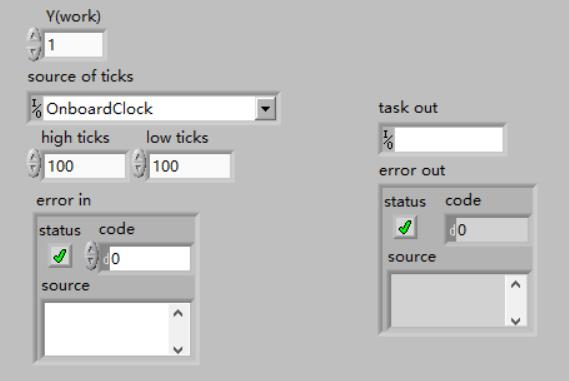 Y(work)
1
source of ticks
I/O OnboardClock
high ticks low ticks
100 100
error in
status code
d 0
source
task out
I/O
error out
status code
d 0
source